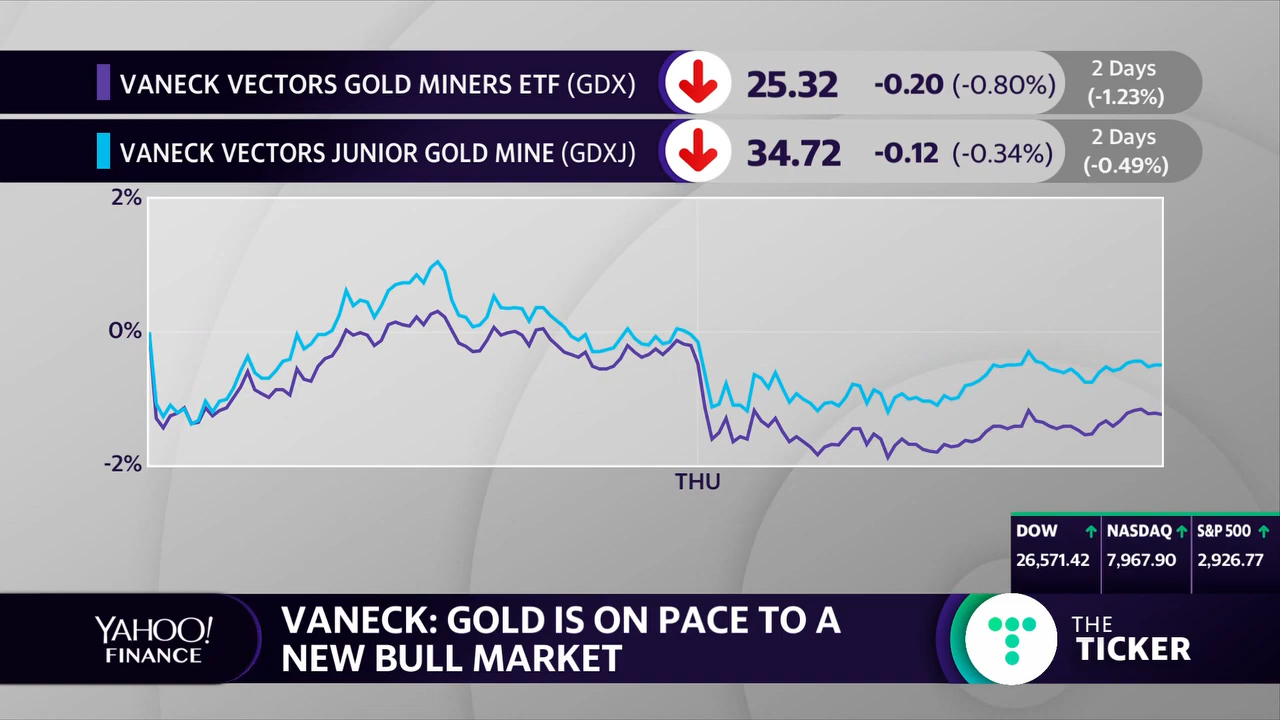 VANECK VECTORS GOLD MINERS ETF (GDX) 25.32 -0.20 (-0.80%) 2 Days (-1.23%)
VANECK VECTORS JUNIOR GOLD MINE (GDXJ) 34.72 -0.12 (-0.34%) 2 Days (-0.49%)
2%
0%
-2%
THU
DOW NASDAQ S&P 500
26,571.42 7,967.90 2,926.77
YAHOO!
FINANCE
VANECK: GOLD IS ON PACE TO A
NEW BULL MARKET
THE
TICKER